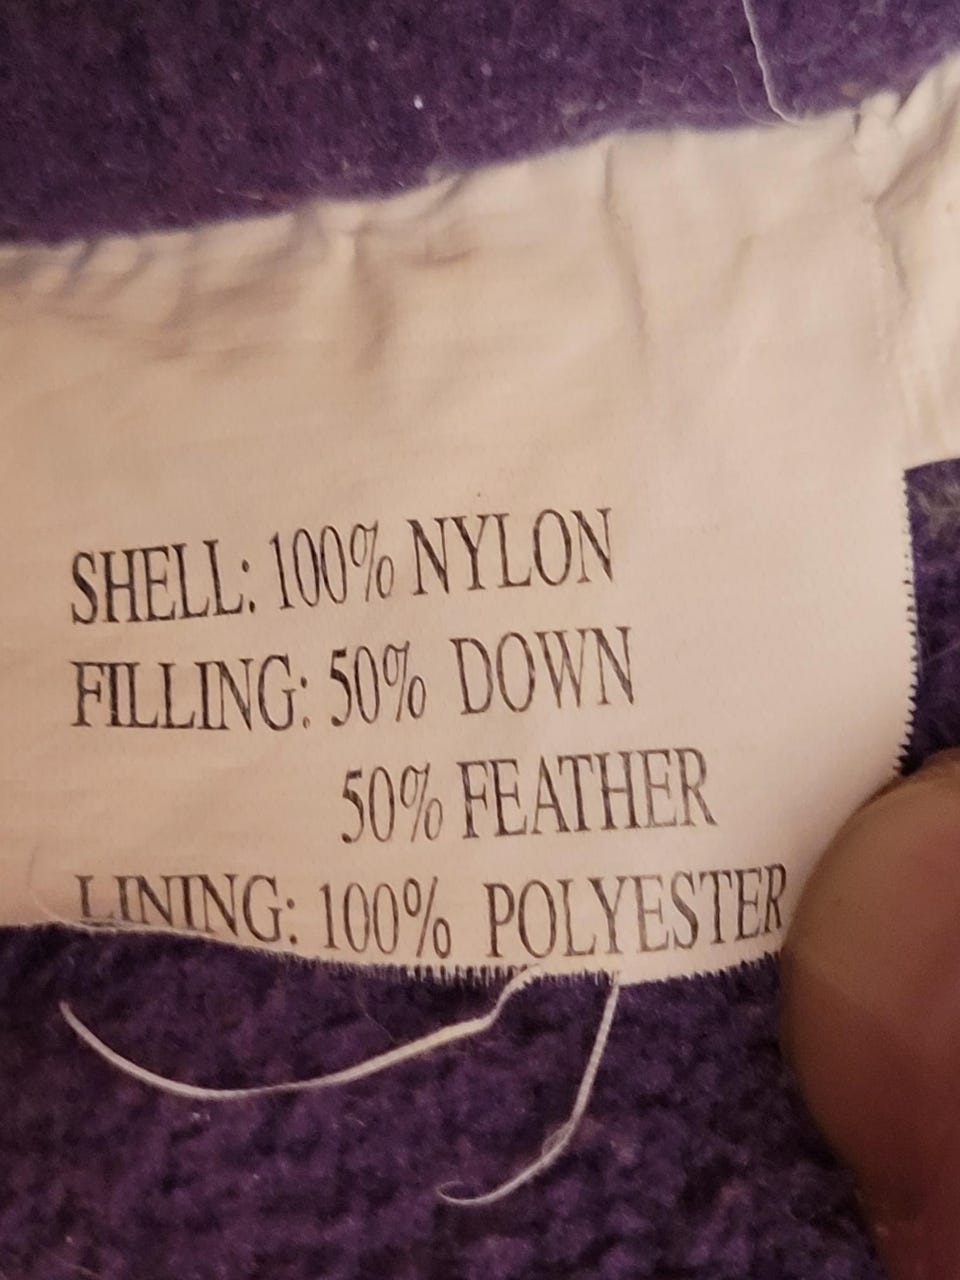 SHELL: 100% NYLON
FILLING: 50% DOWN
50% FEATHER
LINING: 100% POLYESTER